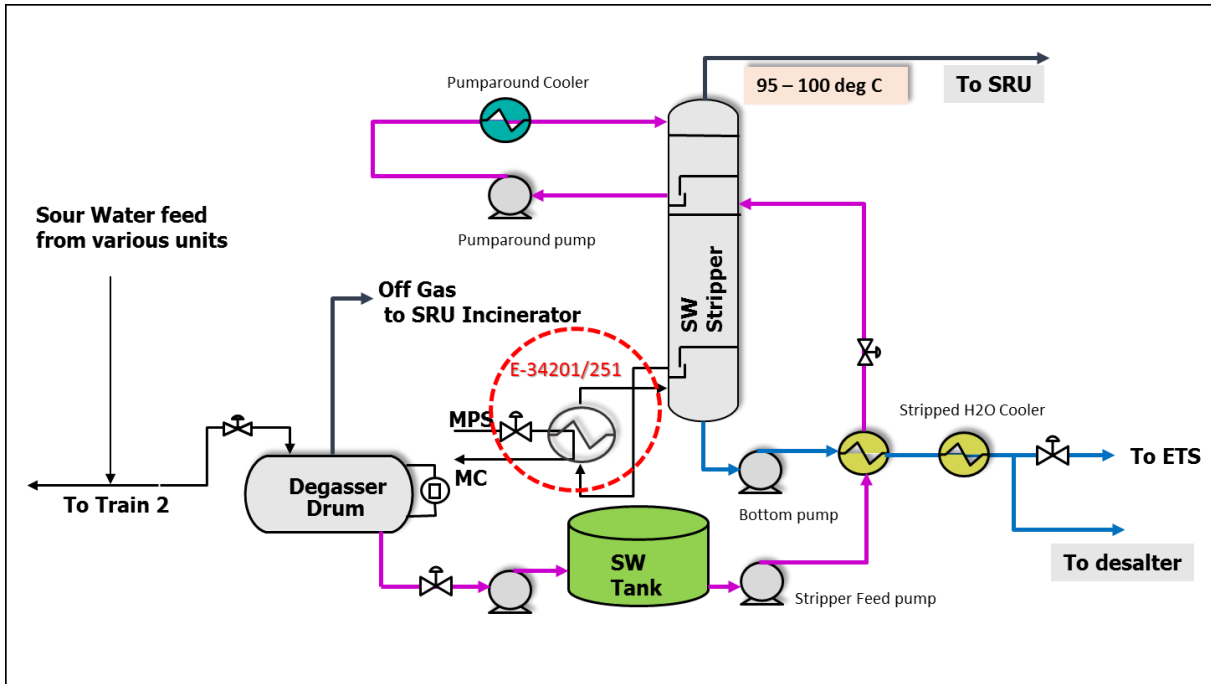 Pumparound Cooler
95 – 100 deg C
To SRU
Sour Water feed
from various units
Pumparound pump
Off Gas
to SRU Incinerator
SW
Stripper
E-34201/251
MPS
MC
Stripped H2O Cooler
To ETS
To Train 2
Degasser
Drum
Bottom pump
To desalter
SW
Tank
Stripper Feed pump